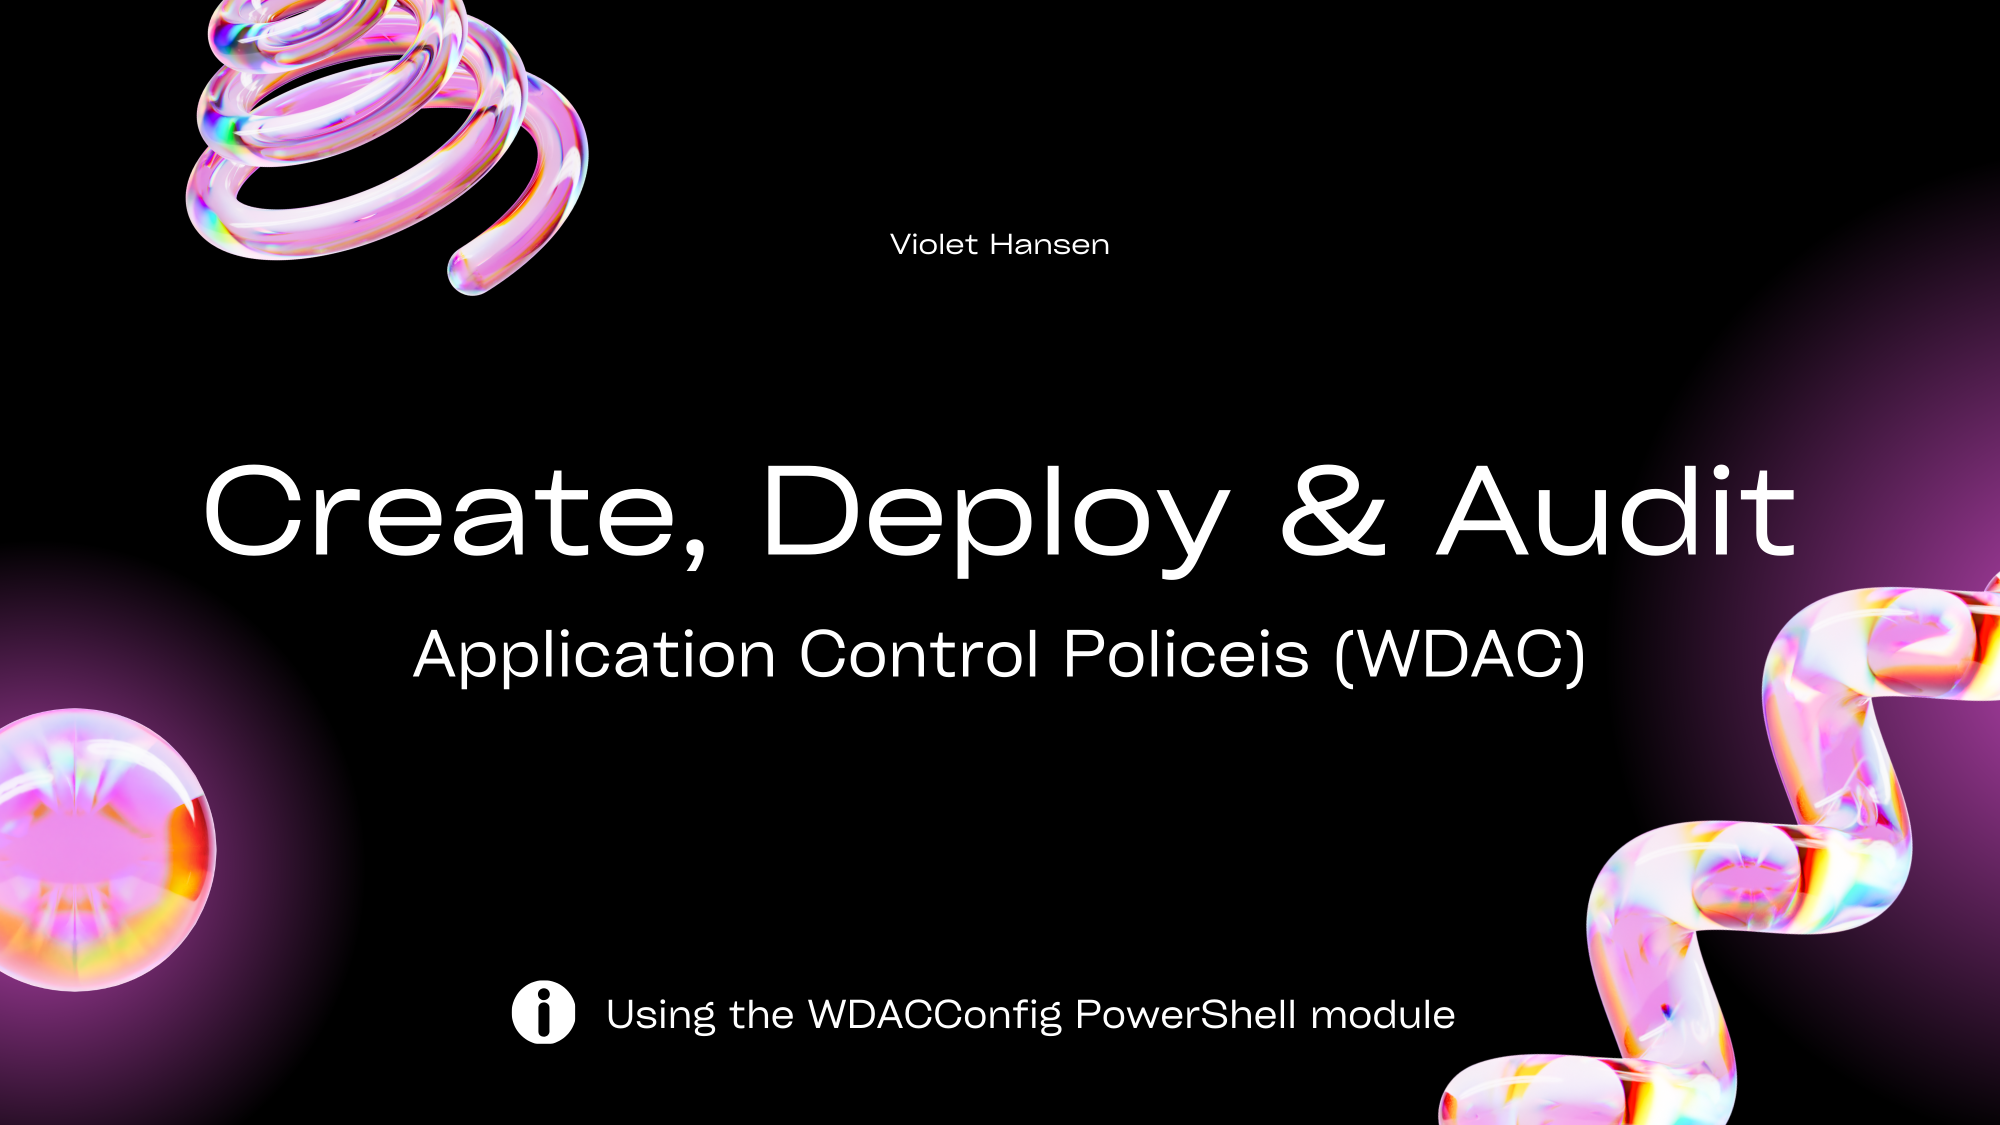 Violet Hansen
Create, Deploy & Audit
Application Control Policeis (WDAC)
Using the WDACConfig PowerShell module